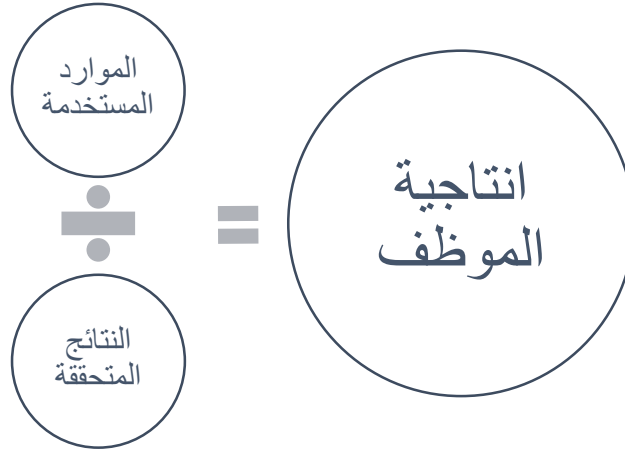 الموارد
المستخدمة
÷
النتائج
المتحققة
=
انتاجية
الموظف